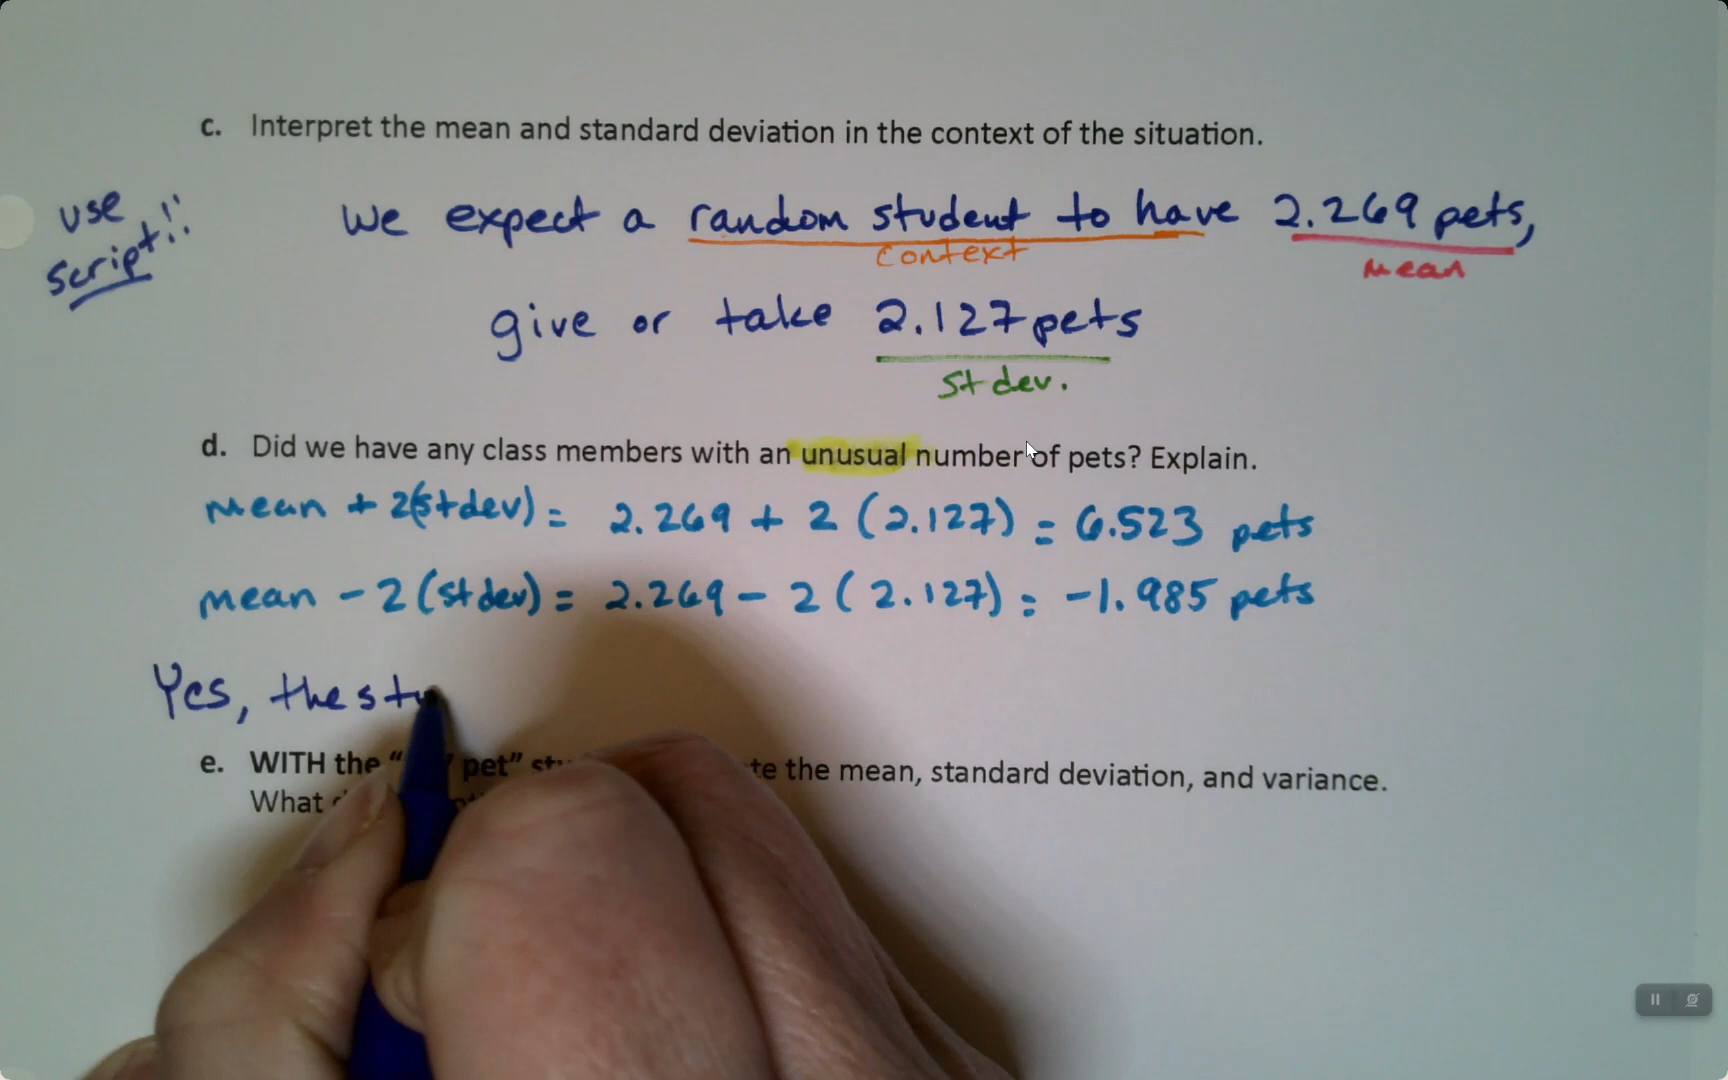 c. Interpret the mean and standard deviation in the context of the situation.
use
script!!
We expect a random student to have 2.269 pets,
context
mean
give or take 2.127 pets
St dev.
d. Did we have any class members with an unusual number of pets? Explain.
mean + 2(stdev) = 2.269 + 2 (2.127) = 6.523 pets
mean - 2 (stdev) = 2.269 - 2 (2.127) = -1.985 pets
Yes, the stu
e. WITH the “ pet” the mean, standard deviation, and variance.
What